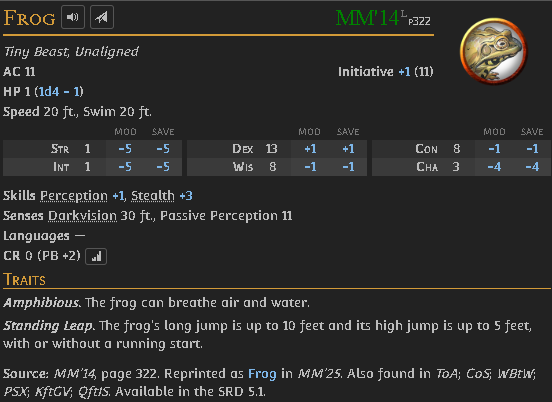 Frog MM'14 L p322
Tiny Beast, Unaligned
AC 11 Initiative +1 (11)
HP 1 (1d4 − 1)
Speed 20 ft., Swim 20 ft.
MOD SAVE MOD SAVE MOD SAVE
Str 1 -5 -5 Dex 13 +1 +1 Con 8 -1 -1
Int 1 -5 -5 Wis 8 -1 -1 Cha 3 -4 -4
Skills Perception +1, Stealth +3
Senses Darkvision 30 ft., Passive Perception 11
Languages —
CR 0 (PB +2)
Traits
Amphibious. The frog can breathe air and water.
Standing Leap. The frog's long jump is up to 10 feet and its high jump is up to 5 feet,
with or without a running start.
Source: MM'14, page 322. Reprinted as Frog in MM'25. Also found in ToA; CoS; WBtW;
PSX; KftGV; QftIS. Available in the SRD 5.1.